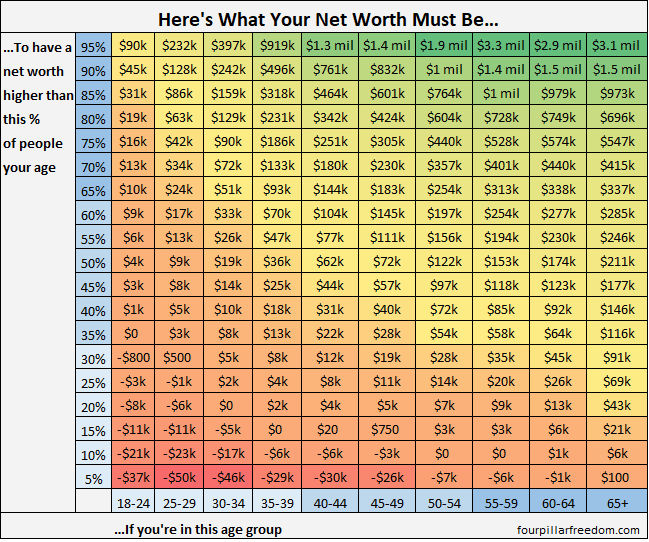 Here's What Your Net Worth Must Be...
...To have a net worth higher than this % of people your age
95% $90k $232k $397k $919k $1.3 mil $1.4 mil $1.9 mil $3.3 mil $2.9 mil $3.1 mil
90% $45k $128k $242k $496k $761k $832k $1 mil $1.4 mil $1.5 mil $1.5 mil
85% $31k $86k $159k $318k $464k $601k $764k $1 mil $979k $973k
80% $19k $63k $129k $231k $342k $424k $604k $728k $749k $696k
75% $16k $42k $90k $186k $251k $305k $440k $528k $574k $547k
70% $13k $34k $72k $133k $180k $230k $357k $401k $440k $415k
65% $10k $24k $51k $93k $144k $183k $254k $313k $338k $337k
60% $9k $17k $33k $70k $104k $145k $197k $254k $277k $285k
55% $6k $13k $26k $47k $77k $111k $156k $194k $230k $246k
50% $4k $9k $19k $36k $62k $72k $122k $153k $174k $211k
45% $3k $8k $14k $25k $44k $57k $97k $118k $123k $177k
40% $1k $5k $10k $18k $31k $40k $72k $85k $92k $146k
35% $0 $3k $8k $13k $22k $28k $54k $58k $64k $116k
30% -$800 $500 $5k $8k $12k $19k $28k $35k $45k $91k
25% -$3k -$1k $2k $4k $8k $11k $14k $20k $26k $69k
20% -$8k -$6k $0 $2k $4k $5k $7k $9k $13k $43k
15% -$11k -$11k -$5k $0 $20 $750 $3k $3k $6k $21k
10% -$21k -$23k -$17k -$6k -$6k -$3k $0 $0 $1k $6k
5% -$37k -$50k -$46k -$29k -$30k -$26k -$7k -$6k -$1k $100
18-24 25-29 30-34 35-39 40-44 45-49 50-54 55-59 60-64 65+
...If you're in this age group
fourpillarfreedom.com